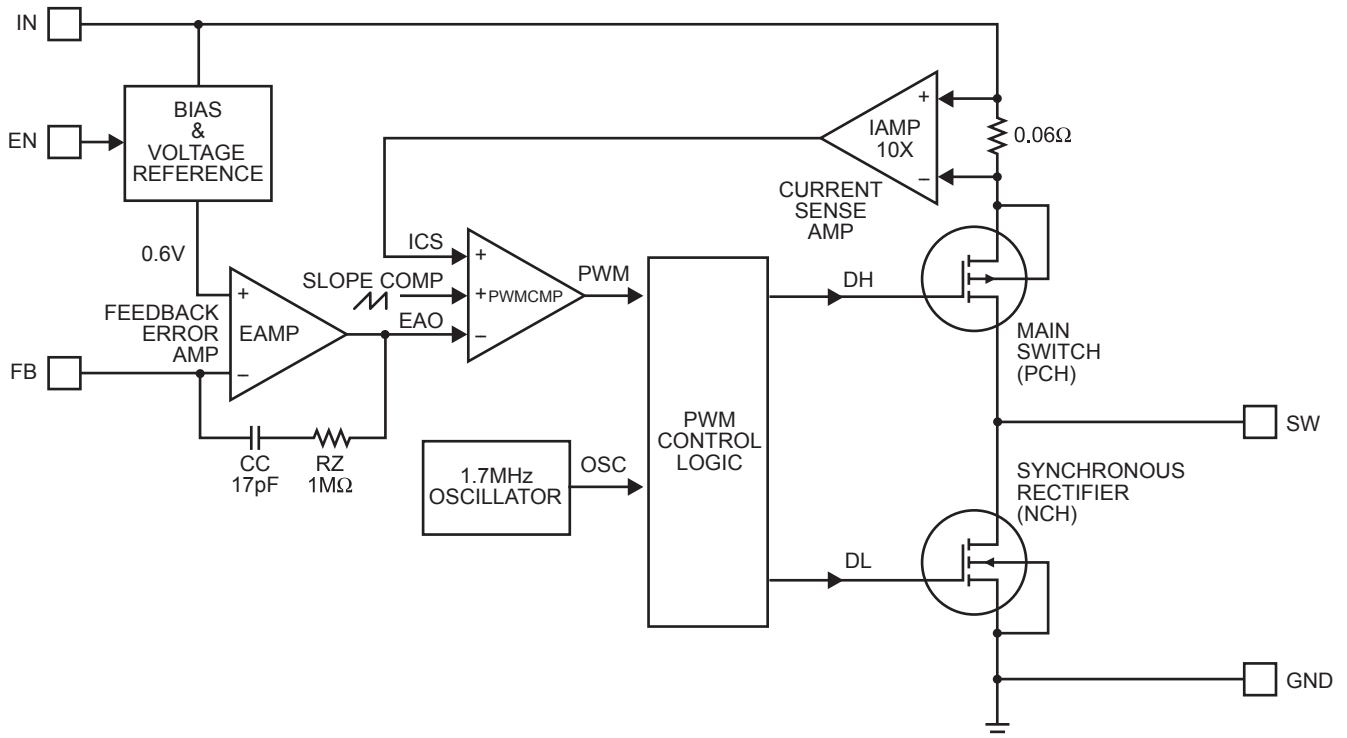 IN
BIAS
&
VOLTAGE
REFERENCE
EN
+
IAMP
10X
–
0.06Ω
CURRENT
SENSE
AMP
0.6V
ICS
+
SLOPE COMP
+
PWMCMP
PWM
EAO
–
DH
FEEDBACK
ERROR
AMP
+
EAMP
–
FB
MAIN
SWITCH
(PCH)
CC
17pF
RZ
1MΩ
1.7MHz
OSCILLATOR
OSC
PWM
CONTROL
LOGIC
SW
SYNCHRONOUS
RECTIFIER
(NCH)
DL
GND